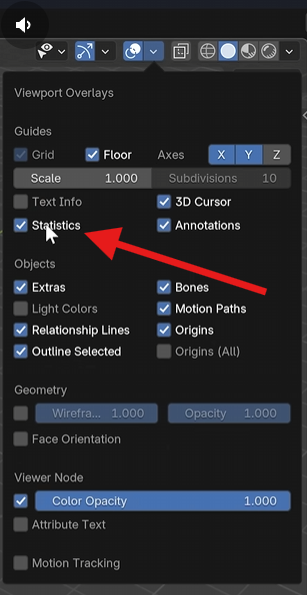 Viewport Overlays
Guides
Grid Floor Axes X Y Z
Scale 1.000 Subdivisions 10
Text Info 3D Cursor
Statistics Annotations
Objects
Extras Bones
Light Colors Motion Paths
Relationship Lines Origins
Outline Selected Origins (All)
Geometry
Wirefra... 1.000 Opacity 1.000
Face Orientation
Viewer Node
Color Opacity 1.000
Attribute Text
Motion Tracking